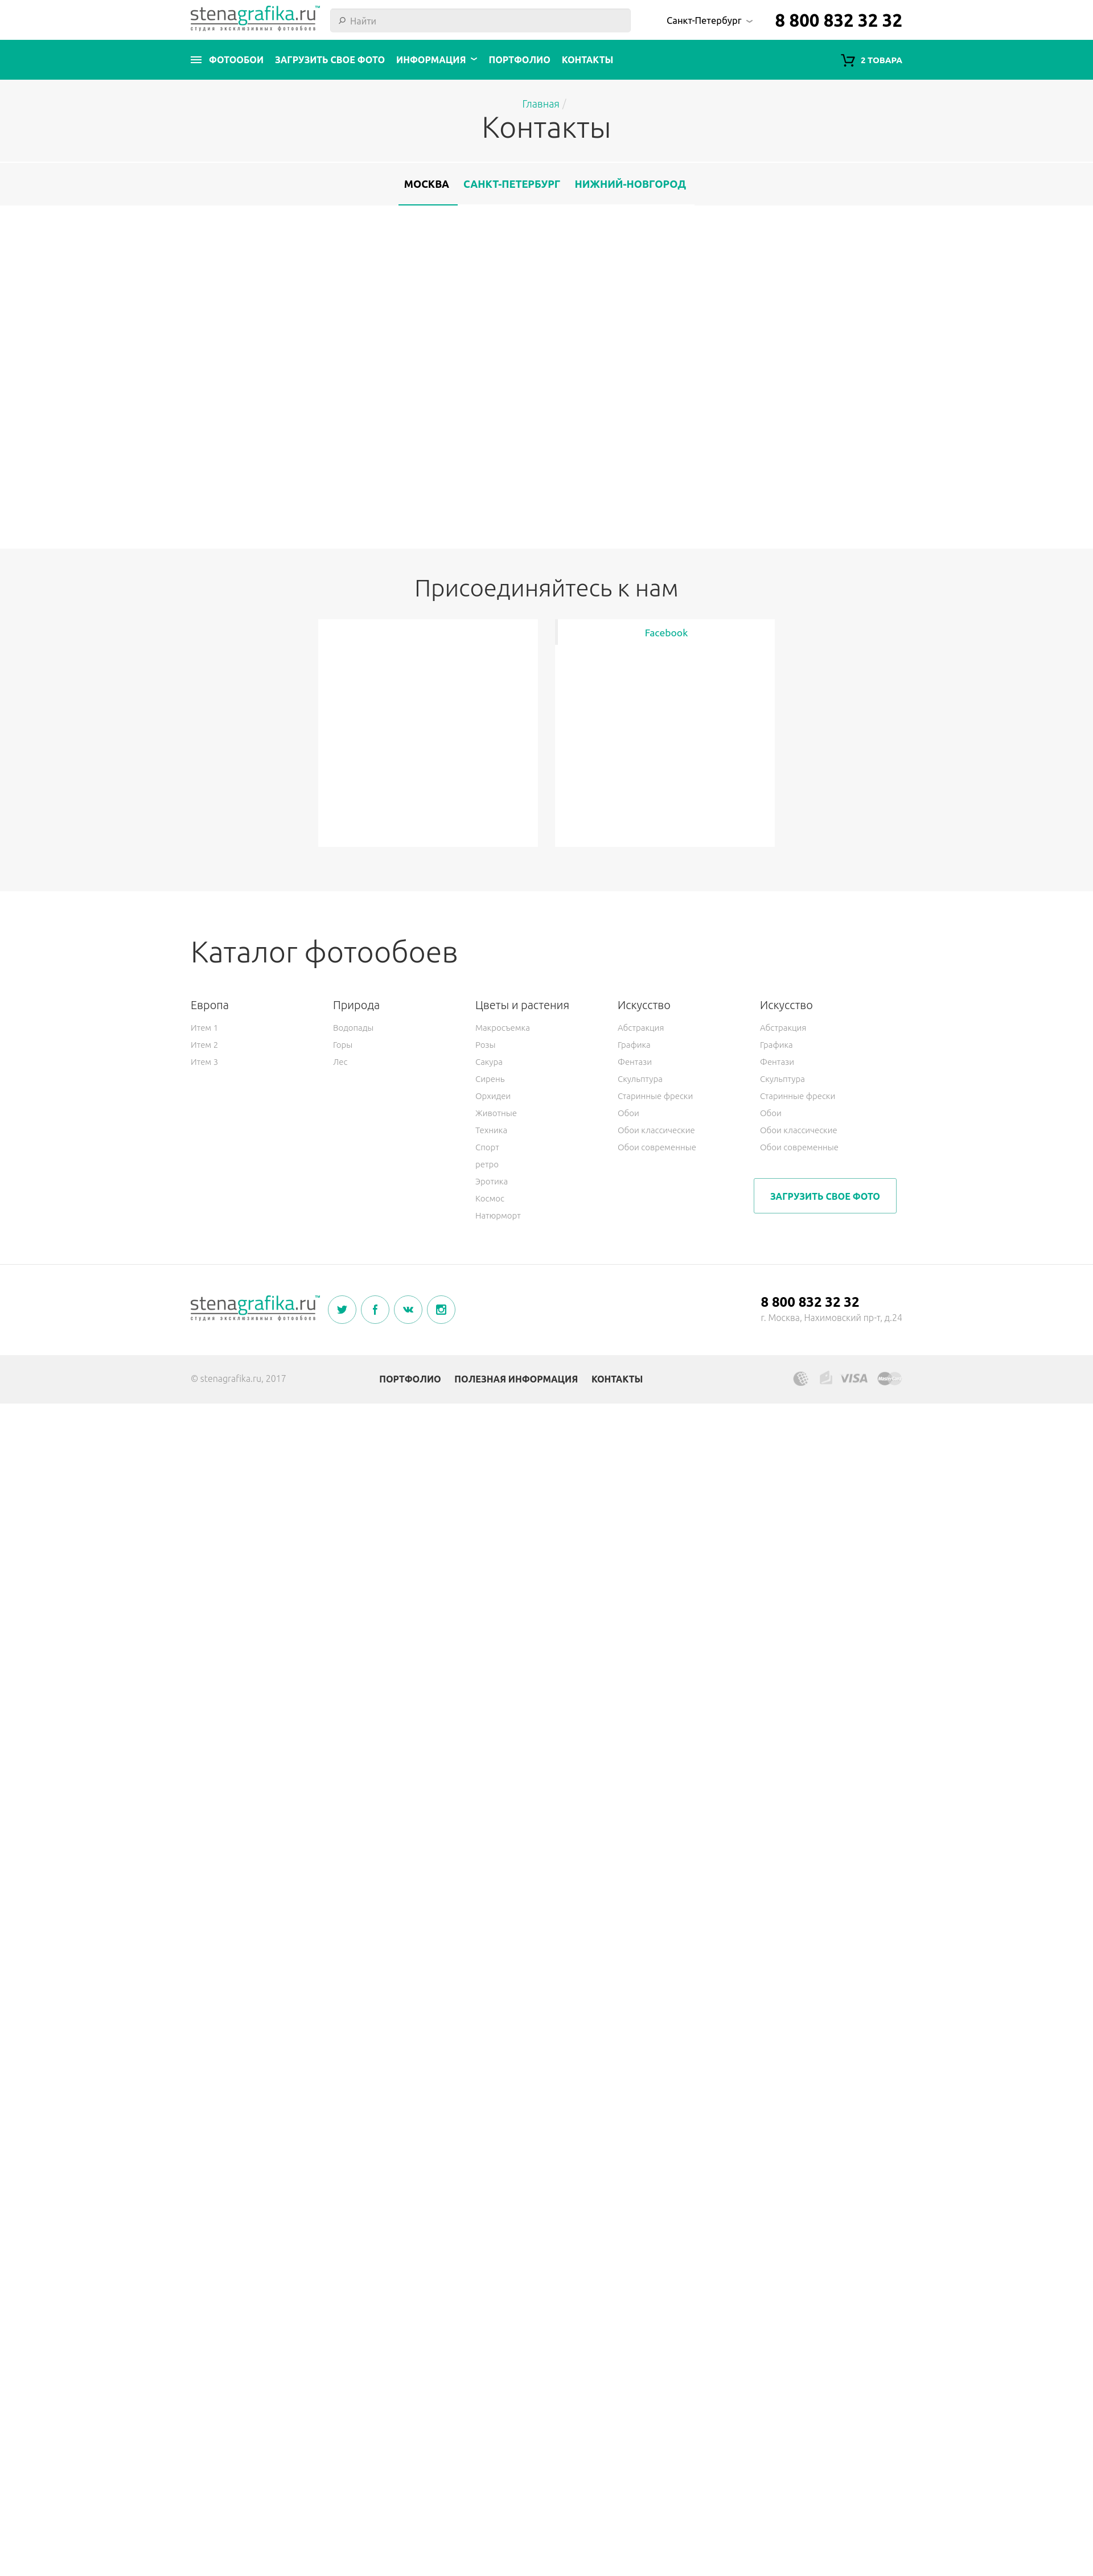 stenagrafika.ru™
студия эксклюзивных фотообоев
Найти
Санкт-Петербург
8 800 832 32 32
ФОТООБОИ
ЗАГРУЗИТЬ СВОЕ ФОТО
ИНФОРМАЦИЯ
ПОРТФОЛИО
КОНТАКТЫ
2 ТОВАРА
Главная /
Контакты
МОСКВА
САНКТ-ПЕТЕРБУРГ
НИЖНИЙ-НОВГОРОД
Присоединяйтесь к нам
Facebook
Каталог фотообоев
Европа
Итем 1
Итем 2
Итем 3
Природа
Водопады
Горы
Лес
Цветы и растения
Макросъемка
Розы
Сакура
Сирень
Орхидеи
Животные
Техника
Спорт
ретро
Эротика
Космос
Натюрморт
Искусство
Абстракция
Графика
Фентази
Скульптура
Старинные фрески
Обои
Обои классические
Обои современные
Искусство
Абстракция
Графика
Фентази
Скульптура
Старинные фрески
Обои
Обои классические
Обои современные
ЗАГРУЗИТЬ СВОЕ ФОТО
stenagrafika.ru™
студия эксклюзивных фотообоев
8 800 832 32 32
г. Москва, Нахимовский пр-т, д.24
© stenagrafika.ru, 2017
ПОРТФОЛИО
ПОЛЕЗНАЯ ИНФОРМАЦИЯ
КОНТАКТЫ
VISA